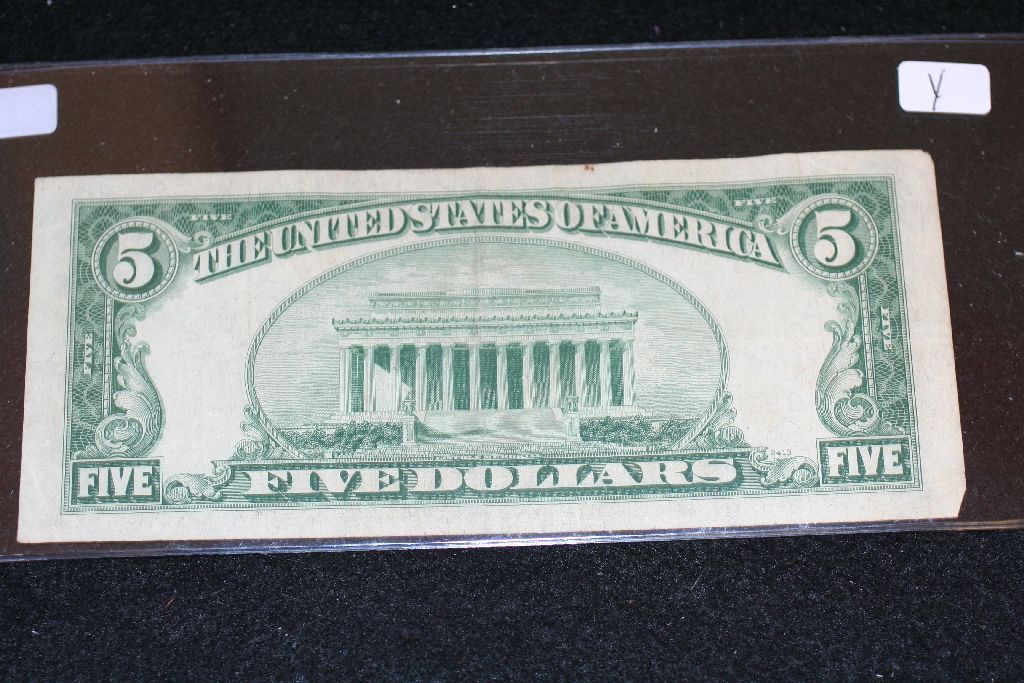 Y
FIVE FIVE
5 THE UNITED STATES OF AMERICA 5
FIVE FIVE
FIVE FIVE DOLLARS FIVE